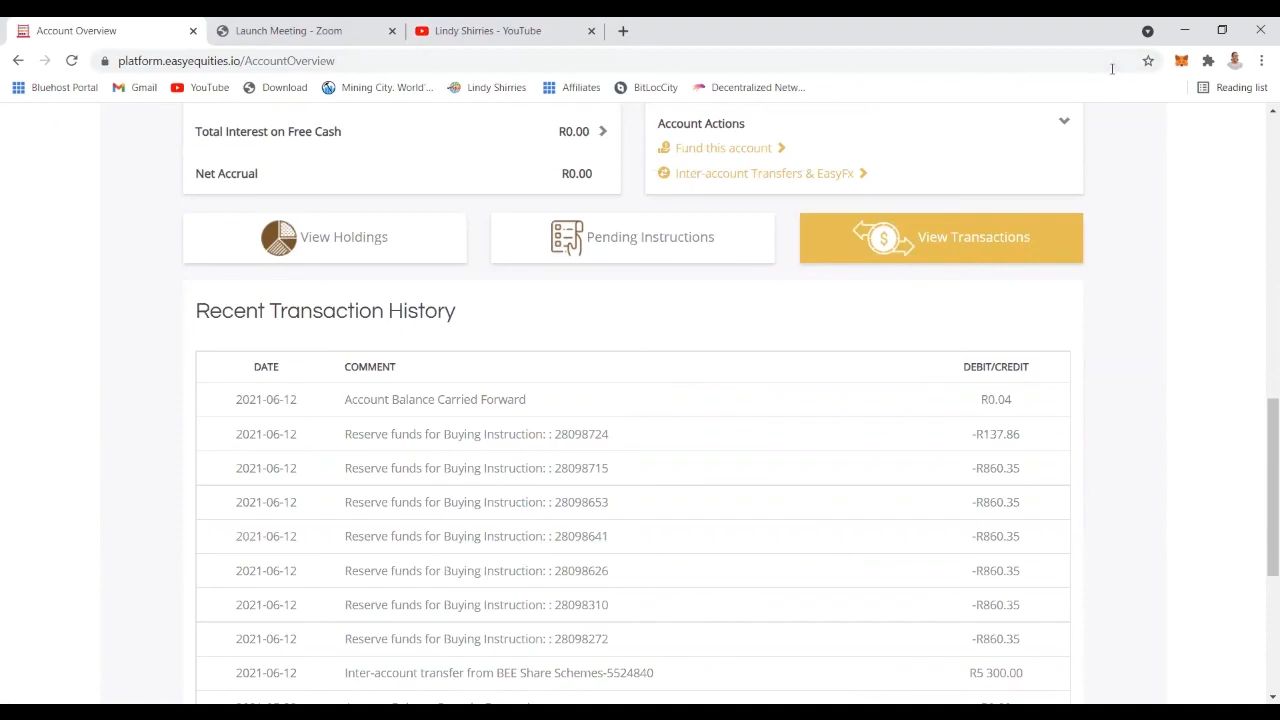 Account Overview
Launch Meeting - Zoom
Lindy Shirries - YouTube
platform.easyequities.io/AccountOverview
Bluehost Portal
Gmail
YouTube
Download
Mining City. World'...
Lindy Shirries
Affiliates
BitLocCity
Decentralized Netw...
Reading list
Total Interest on Free Cash R0.00
Net Accrual R0.00
Account Actions
Fund this account
Inter-account Transfers & EasyFx
View Holdings
Pending Instructions
$
View Transactions
Recent Transaction History
DATE COMMENT DEBIT/CREDIT
2021-06-12 Account Balance Carried Forward R0.04
2021-06-12 Reserve funds for Buying Instruction: : 28098724 -R137.86
2021-06-12 Reserve funds for Buying Instruction: : 28098715 -R860.35
2021-06-12 Reserve funds for Buying Instruction: : 28098653 -R860.35
2021-06-12 Reserve funds for Buying Instruction: : 28098641 -R860.35
2021-06-12 Reserve funds for Buying Instruction: : 28098626 -R860.35
2021-06-12 Reserve funds for Buying Instruction: : 28098310 -R860.35
2021-06-12 Reserve funds for Buying Instruction: : 28098272 -R860.35
2021-06-12 Inter-account transfer from BEE Share Schemes-5524840 R5 300.00